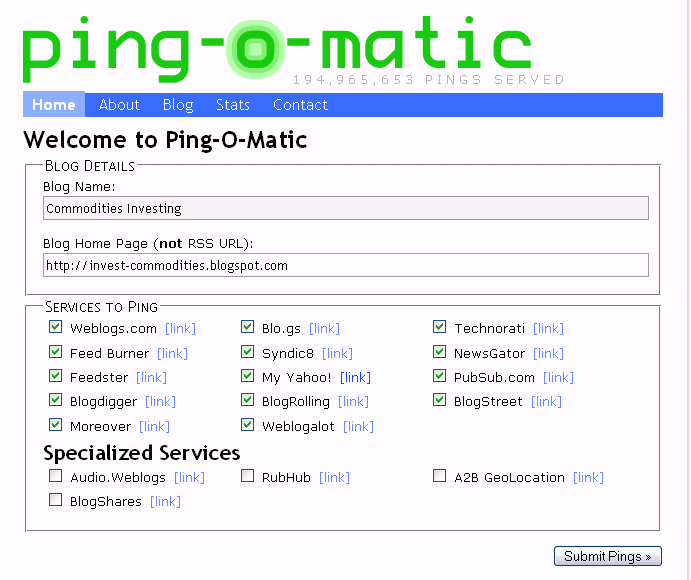 ping-o-matic
194,965,653 PINGS SERVED
Home About Blog Stats Contact
Welcome to Ping-O-Matic
Blog Details
Blog Name:
Commodities Investing
Blog Home Page (not RSS URL):
http://invest-commodities.blogspot.com
Services to Ping
Weblogs.com [link] Blo.gs [link] Technorati [link]
Feed Burner [link] Syndic8 [link] NewsGator [link]
Feedster [link] My Yahoo! [link] PubSub.com [link]
Blogdigger [link] BlogRolling [link] BlogStreet [link]
Moreover [link] Weblogalot [link]
Specialized Services
Audio.Weblogs [link] RubHub [link] A2B GeoLocation [link]
BlogShares [link]
Submit Pings »